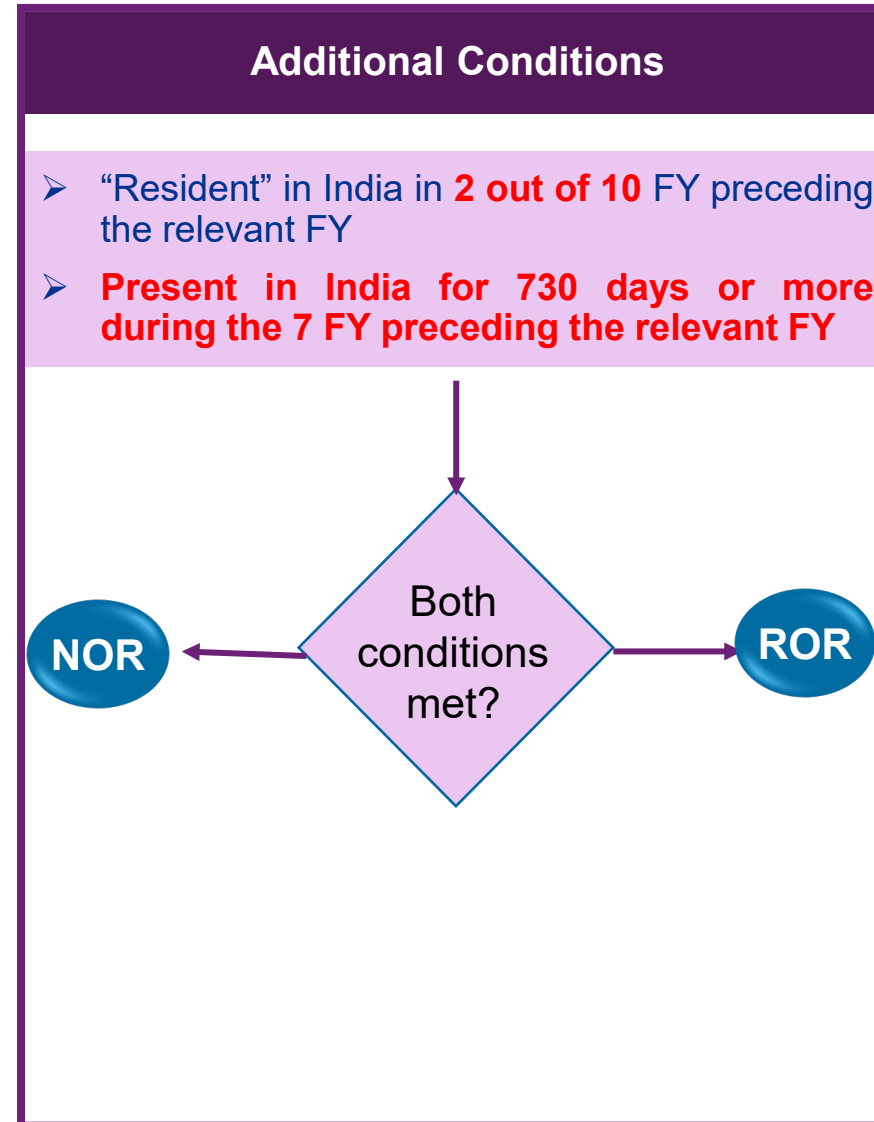 Additional Conditions
➢ “Resident” in India in 2 out of 10 FY preceding
the relevant FY
➢ Present in India for 730 days or more
during the 7 FY preceding the relevant FY
Both
conditions
met?
NOR
ROR